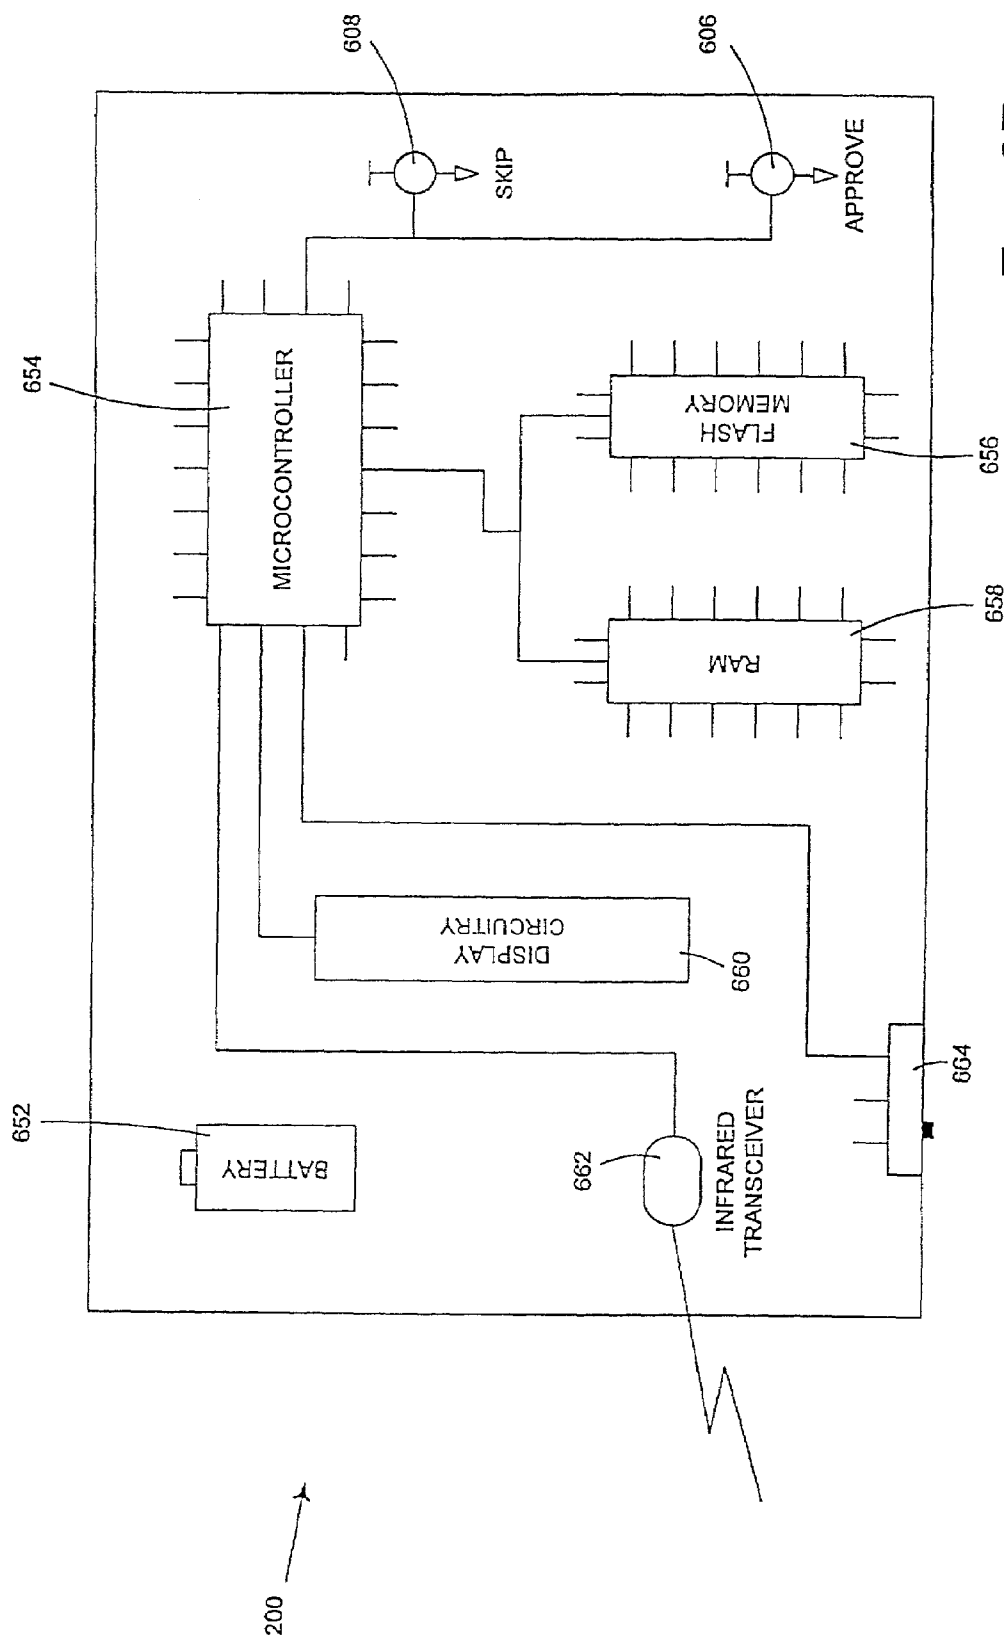 200
652
BATTERY
654
MICROCONTROLLER
608
SKIP
606
APPROVE
DISPLAY
CIRCUITRY
660
662
INFRARED
TRANSCEIVER
664
RAM
658
FLASH
MEMORY
656